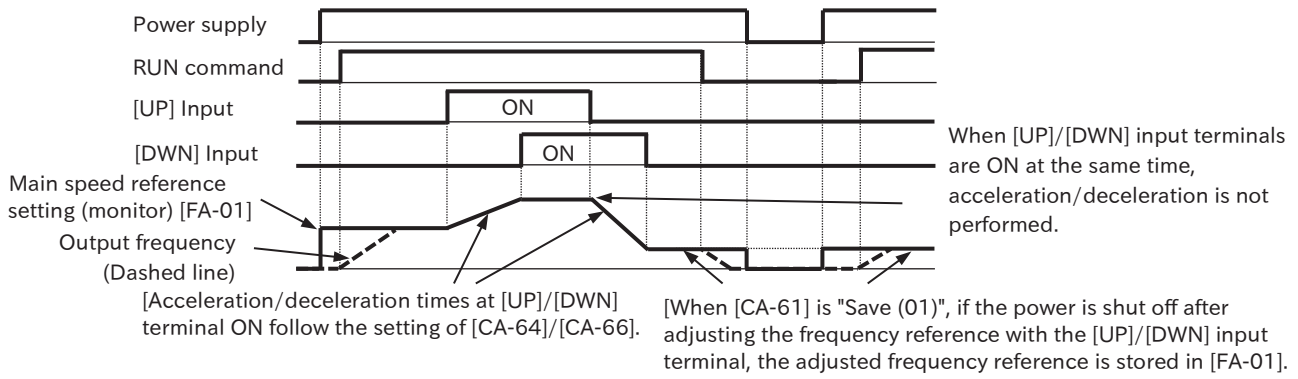 Power supply
RUN command
[UP] Input
ON
[DWN] Input
ON
When [UP]/[DWN] input terminals
are ON at the same time,
acceleration/deceleration is not
performed.
Main speed reference
setting (monitor) [FA-01]
Output frequency
(Dashed line)
[Acceleration/deceleration times at [UP]/[DWN]
terminal ON follow the setting of [CA-64]/[CA-66].
[When [CA-61] is "Save (01)", if the power is shut off after
adjusting the frequency reference with the [UP]/[DWN] input
terminal, the adjusted frequency reference is stored in [FA-01].